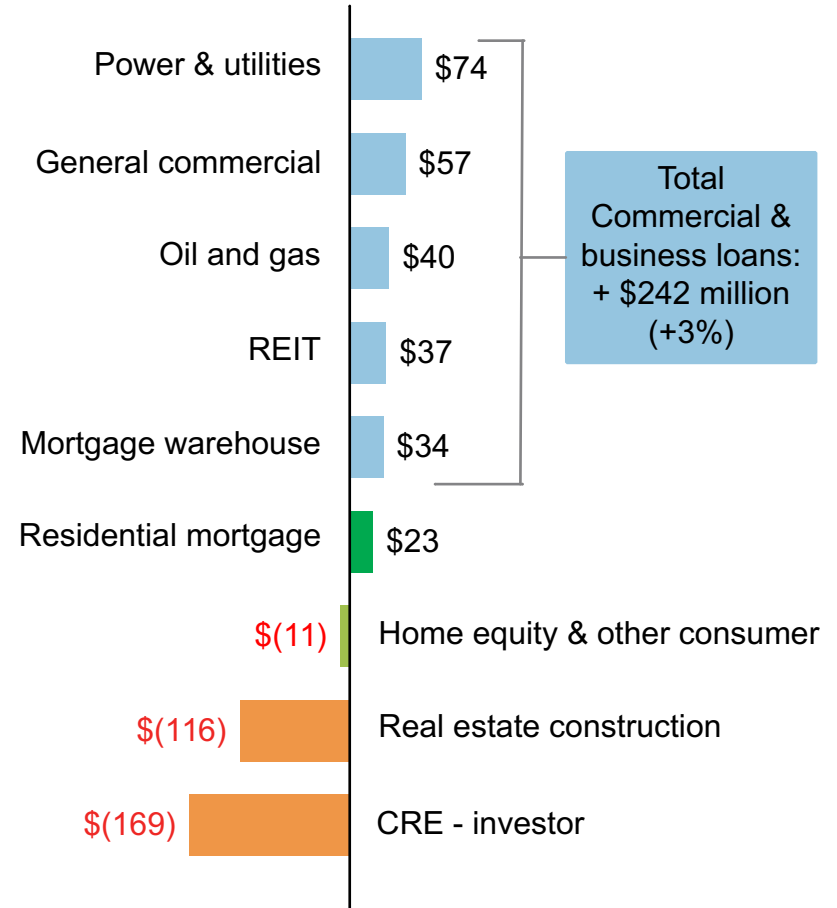 Power & utilities $74
General commercial $57
Oil and gas $40
REIT $37
Mortgage warehouse $34
Total
Commercial &
business loans:
+ $242 million
(+3%)
Residential mortgage $23
$(11) Home equity & other consumer
$(116) Real estate construction
$(169) CRE - investor